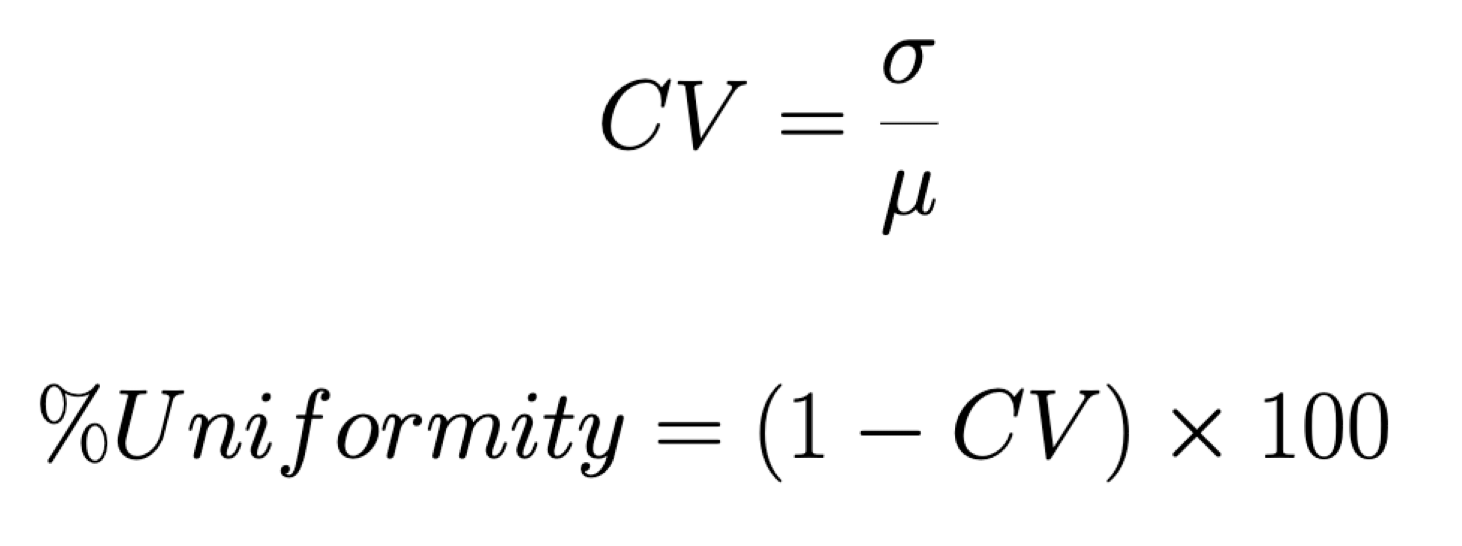 CV = σ/μ
%Uniformity = (1 − CV) × 100